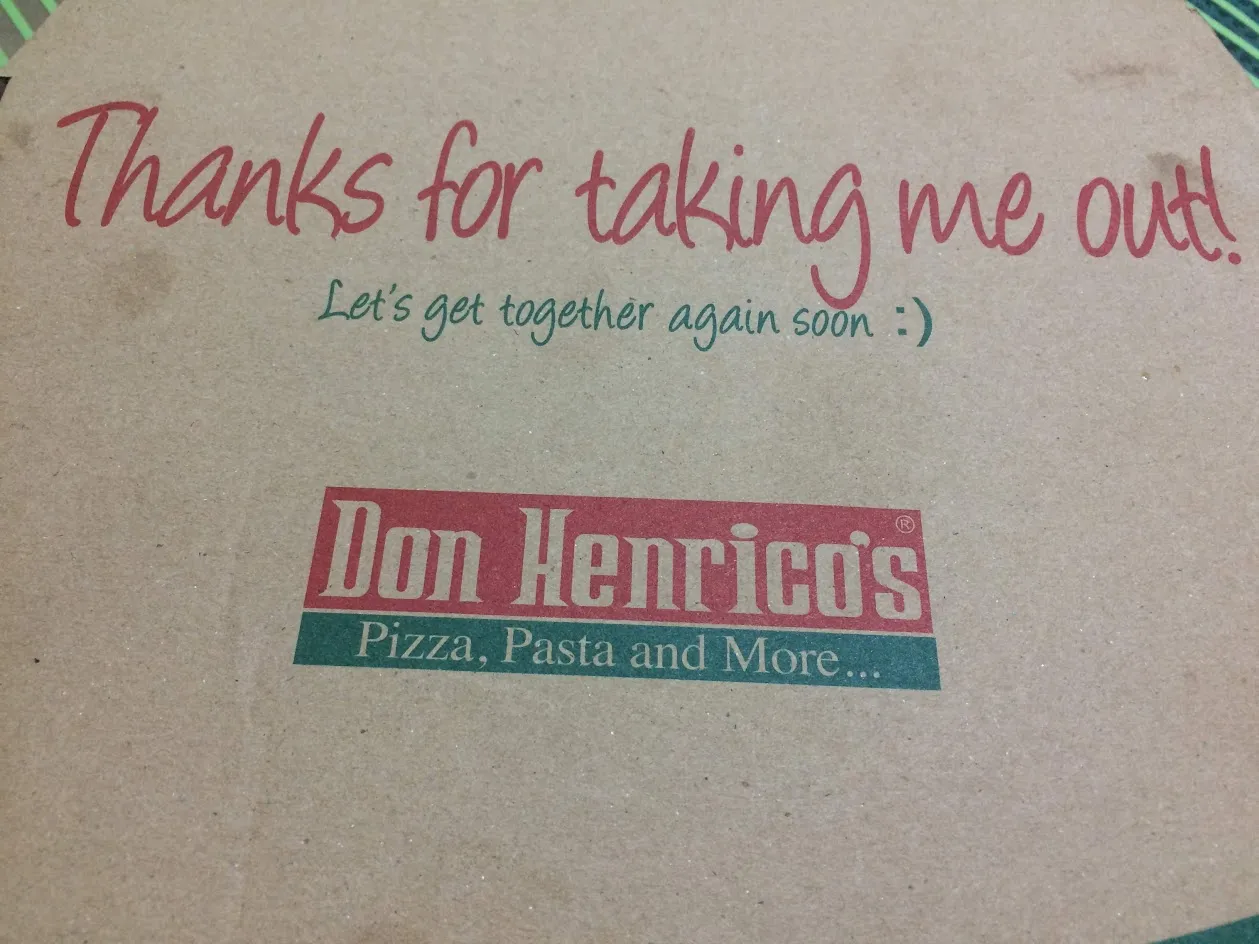 Thanks for taking me out!
Let's get together again soon :)
Don Henrico's ®
Pizza, Pasta and More...